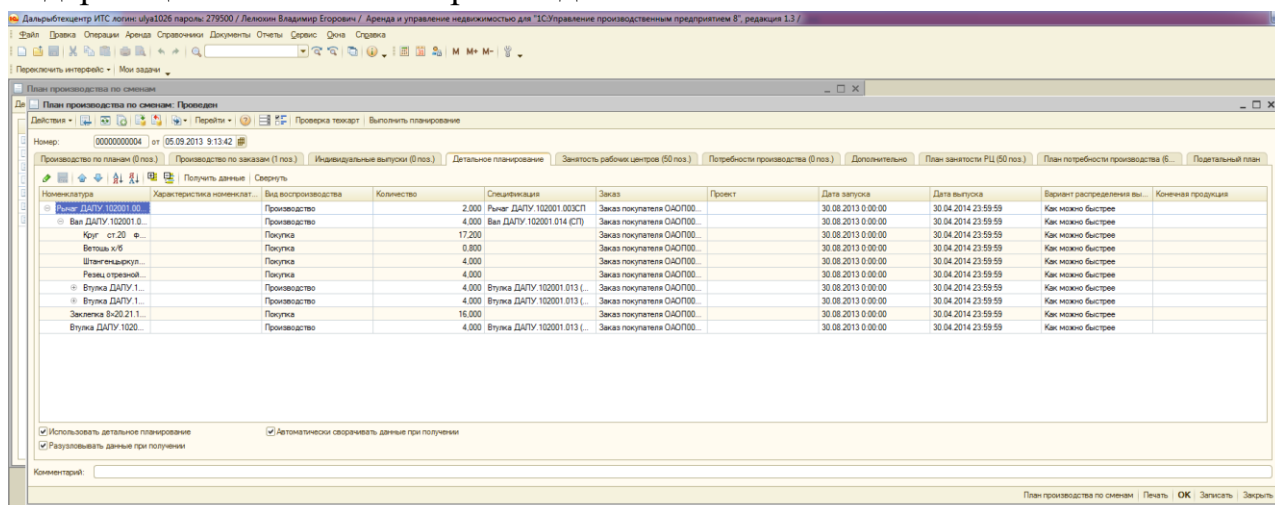 Дальрыбтехцентр ИТС логин: ulya1026 пароль: 279500 / Лелюхин Владимир Егорович / Аренда и управление недвижимостью для "1С:Управление производственным предприятием 8", редакция 1.3 /
Файл Правка Операции Аренда Справочники Документы Отчеты Сервис Окна Справка
M M+ M-
Переключить интерфейс Мои задачи
План производства по сменам
План производства по сменам: Проведен
Действия Перейти Проверка техкарт Выполнить планирование
Номер: 00000000004 от 05.09.2013 9:13:42
Производство по планам (0 поз.) Производство по заказам (1 поз.) Индивидуальные выпуски (0 поз.) Детальное планирование Занятость рабочих центров (50 поз.) Потребности производства (0 поз.) Дополнительно План занятости РЦ (50 поз.) План потребности производства (6... Подетальный план
Получить данные Свернуть
Номенклатура Характеристика номенклат... Вид воспроизводства Количество Спецификация Заказ Проект Дата запуска Дата выпуска Вариант распределения вы... Конечная продукция
Рычаг ДАПУ.102001.00... Производство 2,000 Рычаг ДАПУ.102001.003СП Заказ покупателя ОАОП00... 30.08.2013 0:00:00 30.04.2014 23:59:59 Как можно быстрее
Вал ДАПУ.102001.0... Производство 4,000 Вал ДАПУ.102001.014 (СП) Заказ покупателя ОАОП00... 30.08.2013 0:00:00 30.04.2014 23:59:59 Как можно быстрее
Круг ст.20 ф... Покупка 17,200 Заказ покупателя ОАОП00... 30.08.2013 0:00:00 30.04.2014 23:59:59 Как можно быстрее
Ветошь х/б Покупка 0,800 Заказ покупателя ОАОП00... 30.08.2013 0:00:00 30.04.2014 23:59:59 Как можно быстрее
Штангенциркул... Покупка 4,000 Заказ покупателя ОАОП00... 30.08.2013 0:00:00 30.04.2014 23:59:59 Как можно быстрее
Резец отрезной... Покупка 4,000 Заказ покупателя ОАОП00... 30.08.2013 0:00:00 30.04.2014 23:59:59 Как можно быстрее
Втулка ДАПУ.1... Производство 4,000 Втулка ДАПУ.102001.013 (... Заказ покупателя ОАОП00... 30.08.2013 0:00:00 30.04.2014 23:59:59 Как можно быстрее
Втулка ДАПУ.1... Производство 4,000 Втулка ДАПУ.102001.013 (... Заказ покупателя ОАОП00... 30.08.2013 0:00:00 30.04.2014 23:59:59 Как можно быстрее
Заклепка 8×20.21.1... Покупка 16,000 Заказ покупателя ОАОП00... 30.08.2013 0:00:00 30.04.2014 23:59:59 Как можно быстрее
Втулка ДАПУ.1020... Производство 4,000 Втулка ДАПУ.102001.013 (... Заказ покупателя ОАОП00... 30.08.2013 0:00:00 30.04.2014 23:59:59 Как можно быстрее
Использовать детальное планирование Автоматически сворачивать данные при получении
Разузловывать данные при получении
Комментарий:
План производства по сменам Печать ОК Записать Закрыть